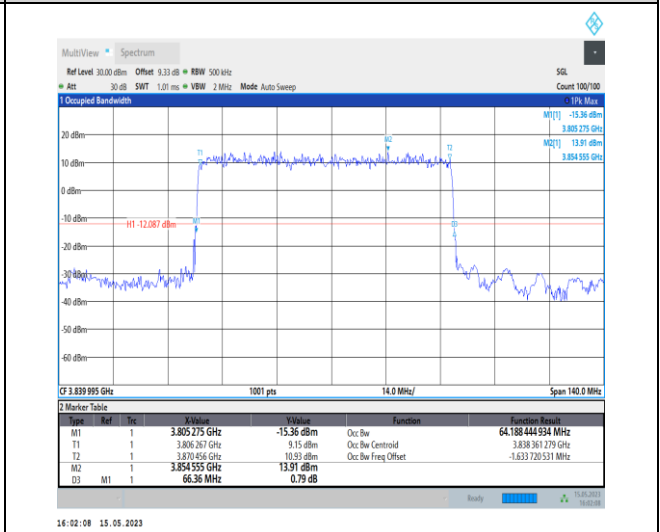 MultiView Spectrum
Ref Level 30.00 dBm Offset 9.33 dB RBW 500 kHz SGL
Att 30 dB SWT 1.01 ms VBW 2 MHz Mode Auto Sweep Count 100/100
1 Occupied Bandwidth 1Pk Max
M1[1] -15.36 dBm
3.805 275 GHz
M2[1] 13.91 dBm
3.854 555 GHz
20 dBm
T1 M2 T2
10 dBm
0 dBm
-10 dBm
H1 -12.087 dBm M1 D3
-20 dBm
-30 dBm
-40 dBm
-50 dBm
-60 dBm
CF 3.839 995 GHz 1001 pts 14.0 MHz/ Span 140.0 MHz
2 Marker Table
Type Ref Trc X-Value Y-Value Function Function Result
M1 1 3.805 275 GHz -15.36 dBm Occ Bw 64.188 444 934 MHz
T1 1 3.806 267 GHz 9.15 dBm Occ Bw Centroid 3.838 361 279 GHz
T2 1 3.870 456 GHz 10.93 dBm Occ Bw Freq Offset -1.633 720 531 MHz
M2 1 3.854 555 GHz 13.91 dBm
D3 M1 1 66.36 MHz 0.79 dB
Ready 15.05.2023
16:02:08
16:02:08 15.05.2023